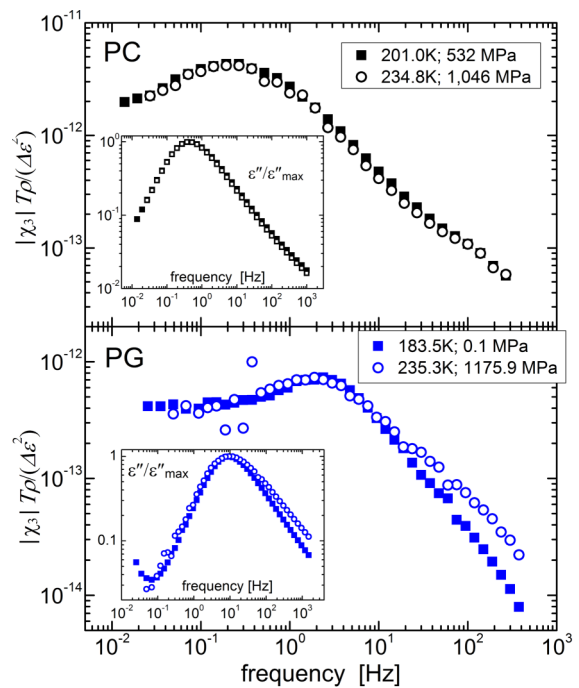 10⁻¹¹
PC
201.0K; 532 MPa
234.8K; 1,046 MPa
10⁻¹²
|χ₃| Tρ/(Δε²)
10⁰
ε″/ε″max
10⁻¹
10⁻²
frequency [Hz]
10⁻² 10⁻¹ 10⁰ 10¹ 10² 10³
10⁻¹³
PG
183.5K; 0.1 MPa
235.3K; 1175.9 MPa
10⁻¹²
|χ₃| Tρ/(Δε²)
10⁻¹³
1
ε″/ε″max
0.1
frequency [Hz]
10⁻² 10⁻¹ 10⁰ 10¹ 10² 10³
10⁻¹⁴
10⁻² 10⁻¹ 10⁰ 10¹ 10² 10³
frequency [Hz]